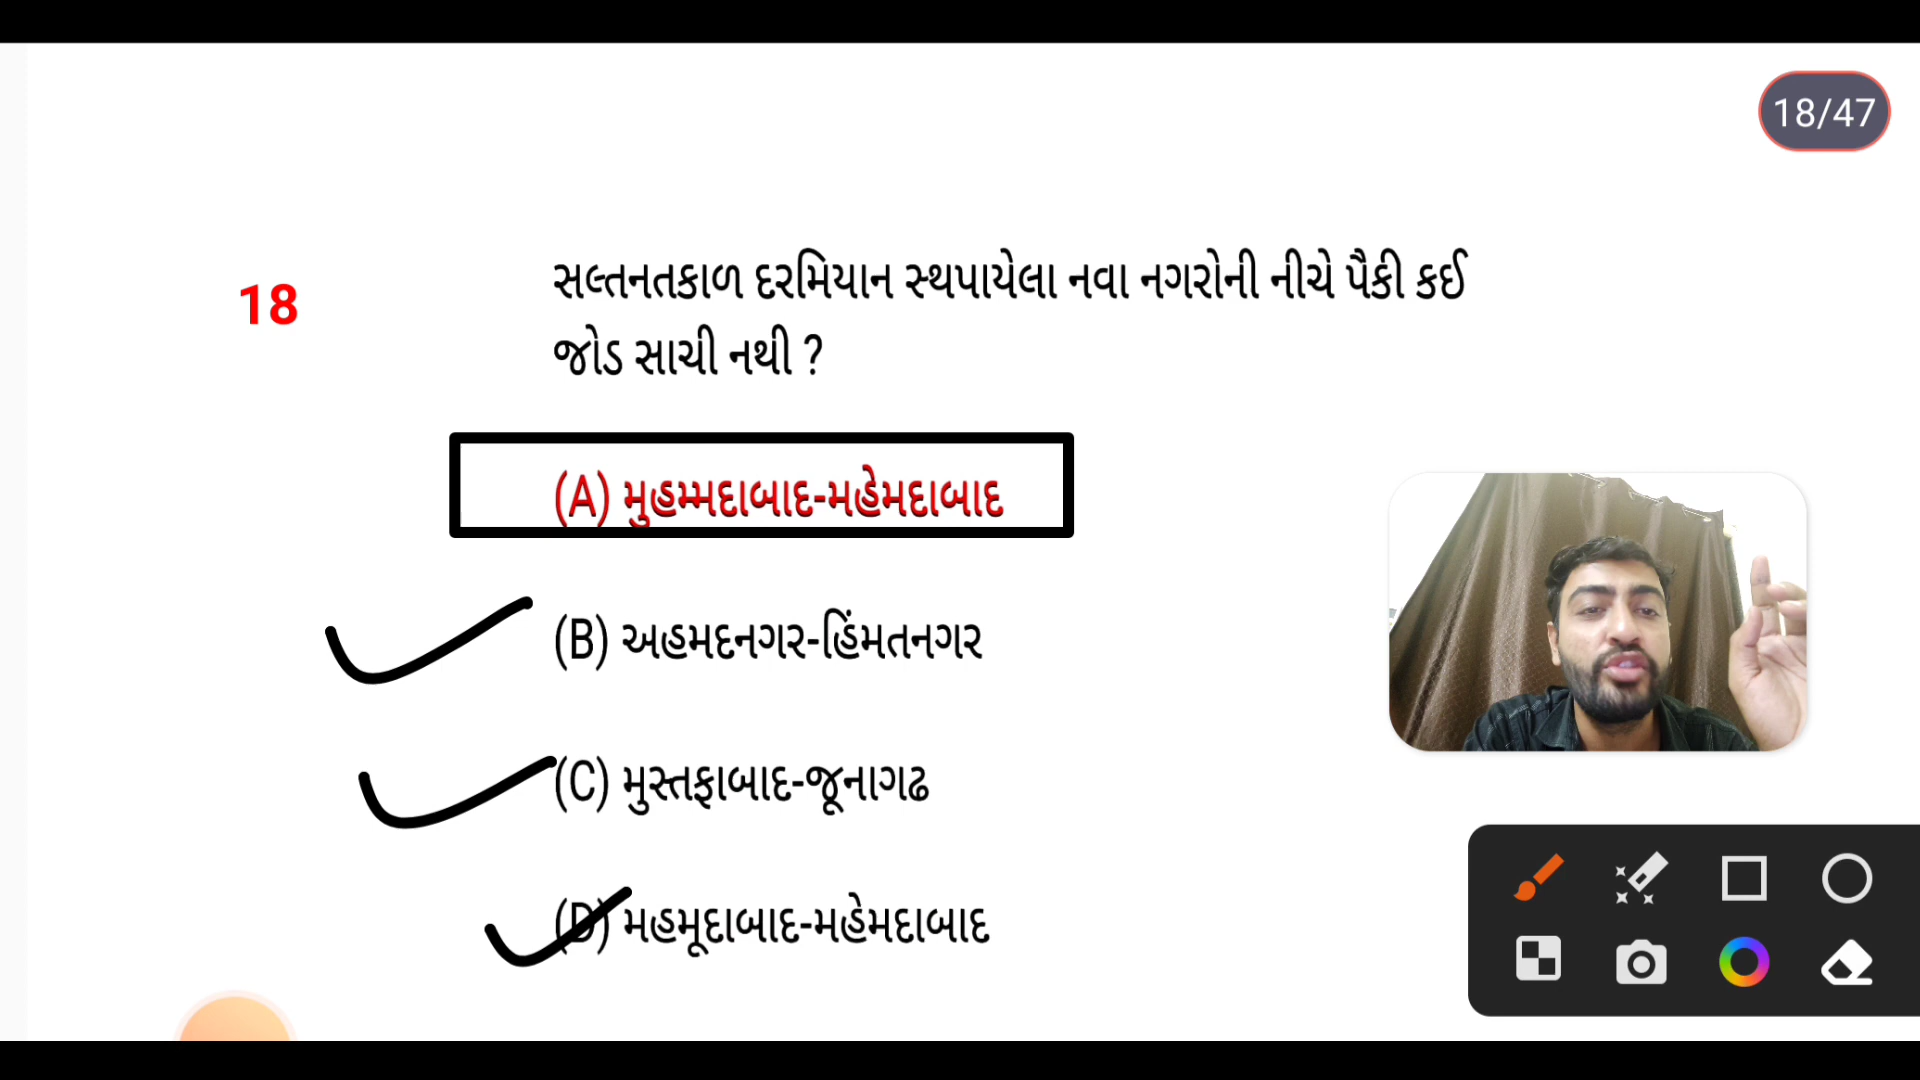 18/47
18
સલ્તનતકાળ દરમિયાન સ્થપાયેલા નવા નગરોની નીચે પૈકી કઈ
જોડ સાચી નથી ?
(A) મુહમ્મદાબાદ-મહેમદાબાદ
(B) અહમદનગર-હિંમતનગર
(C) મુસ્તફાબાદ-જૂનાગઢ
(D) મહમૂદાબાદ-મહેમદાબાદ